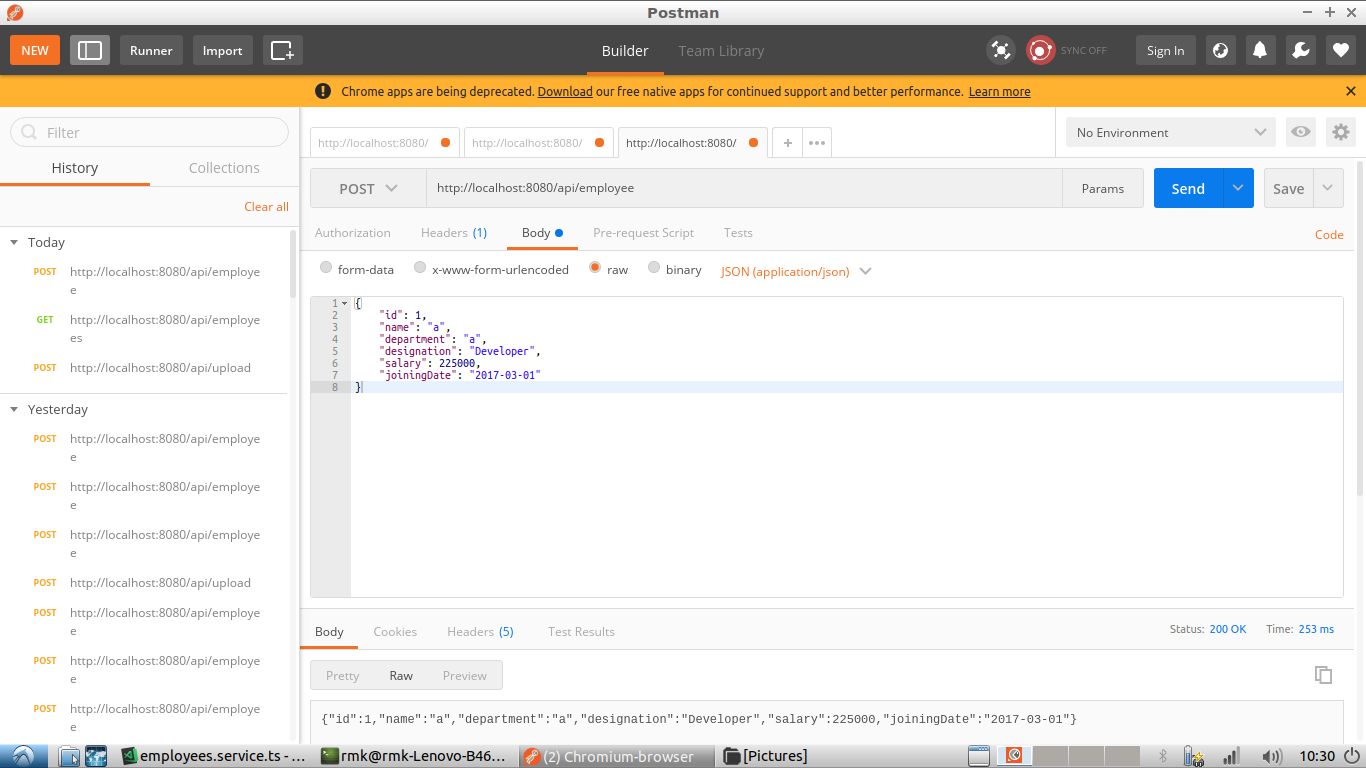 Postman
NEW
Runner
Import
Builder
Team Library
SYNC OFF
Sign In
Chrome apps are being deprecated. Download our free native apps for continued support and better performance. Learn more
Filter
History
Collections
Clear all
Today
POST http://localhost:8080/api/employe
e
GET http://localhost:8080/api/employe
es
POST http://localhost:8080/api/upload
Yesterday
POST http://localhost:8080/api/employe
e
POST http://localhost:8080/api/employe
e
POST http://localhost:8080/api/employe
e
POST http://localhost:8080/api/upload
POST http://localhost:8080/api/employe
e
POST http://localhost:8080/api/employe
e
POST http://localhost:8080/api/employe
e
http://localhost:8080/
http://localhost:8080/
http://localhost:8080/
No Environment
POST
http://localhost:8080/api/employee
Params
Send
Save
Authorization
Headers (1)
Body
Pre-request Script
Tests
Code
form-data
x-www-form-urlencoded
raw
binary
JSON (application/json)
1 {
2 "id": 1,
3 "name": "a",
4 "department": "a",
5 "designation": "Developer",
6 "salary": 225000,
7 "joiningDate": "2017-03-01"
8 }
Body
Cookies
Headers (5)
Test Results
Status: 200 OK
Time: 253 ms
Pretty
Raw
Preview
{"id":1,"name":"a","department":"a","designation":"Developer","salary":225000,"joiningDate":"2017-03-01"}
employees.service.ts - ...
rmk@rmk-Lenovo-B46...
(2) Chromium-browser
[Pictures]
10:30